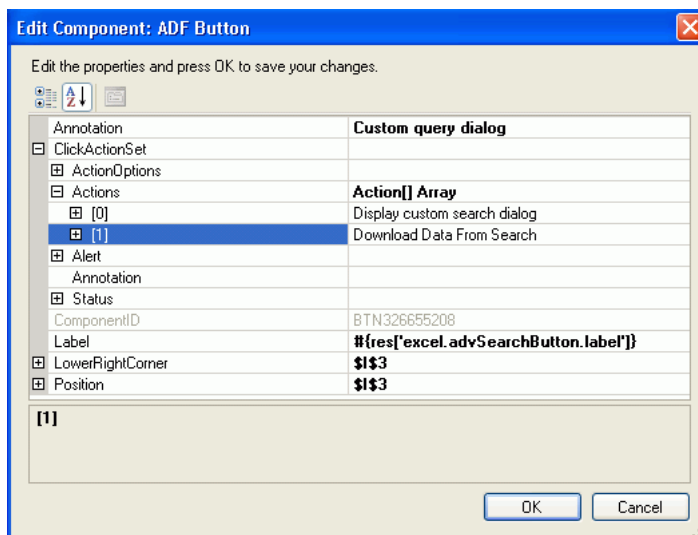 Edit Component: ADF Button
Edit the properties and press OK to save your changes.
Annotation Custom query dialog
ClickActionSet
ActionOptions
Actions Action[] Array
[0] Display custom search dialog
[1] Download Data From Search
Alert
Annotation
Status
ComponentID BTN326655208
Label #{res['excel.advSearchButton.label']}
LowerRightCorner $I$3
Position $I$3
[1]
OK Cancel